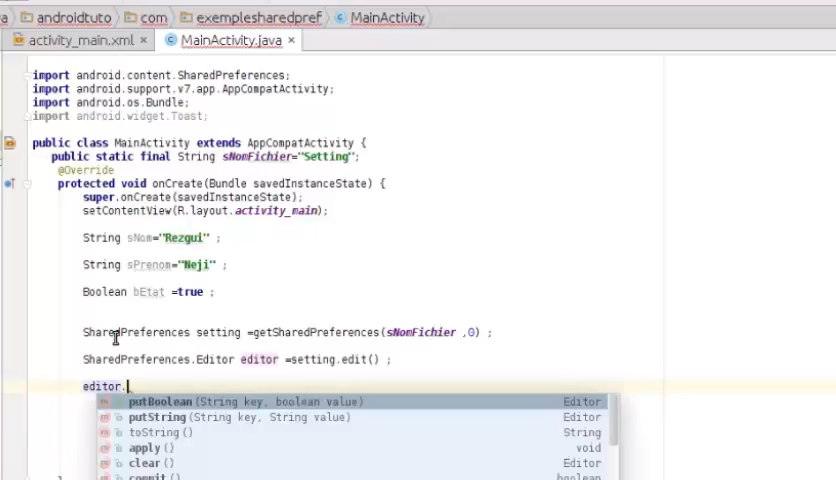 a androidtuto com exemplesharedpref MainActivity
activity_main.xml × MainActivity.java ×
import android.content.SharedPreferences;
import android.support.v7.app.AppCompatActivity;
import android.os.Bundle;
import android.widget.Toast;
public class MainActivity extends AppCompatActivity {
public static final String sNomFichier="Setting";
@Override
protected void onCreate(Bundle savedInstanceState) {
super.onCreate(savedInstanceState);
setContentView(R.layout.activity_main);
String sNom="Rezgui" ;
String sPrenom="Neji" ;
Boolean bEtat =true ;
SharedPreferences setting =getSharedPreferences(sNomFichier ,0) ;
SharedPreferences.Editor editor =setting.edit() ;
editor.
putBoolean(String key, boolean value) Editor
putString(String key, String value) Editor
toString() String
apply() void
clear() Editor
commit() boolean